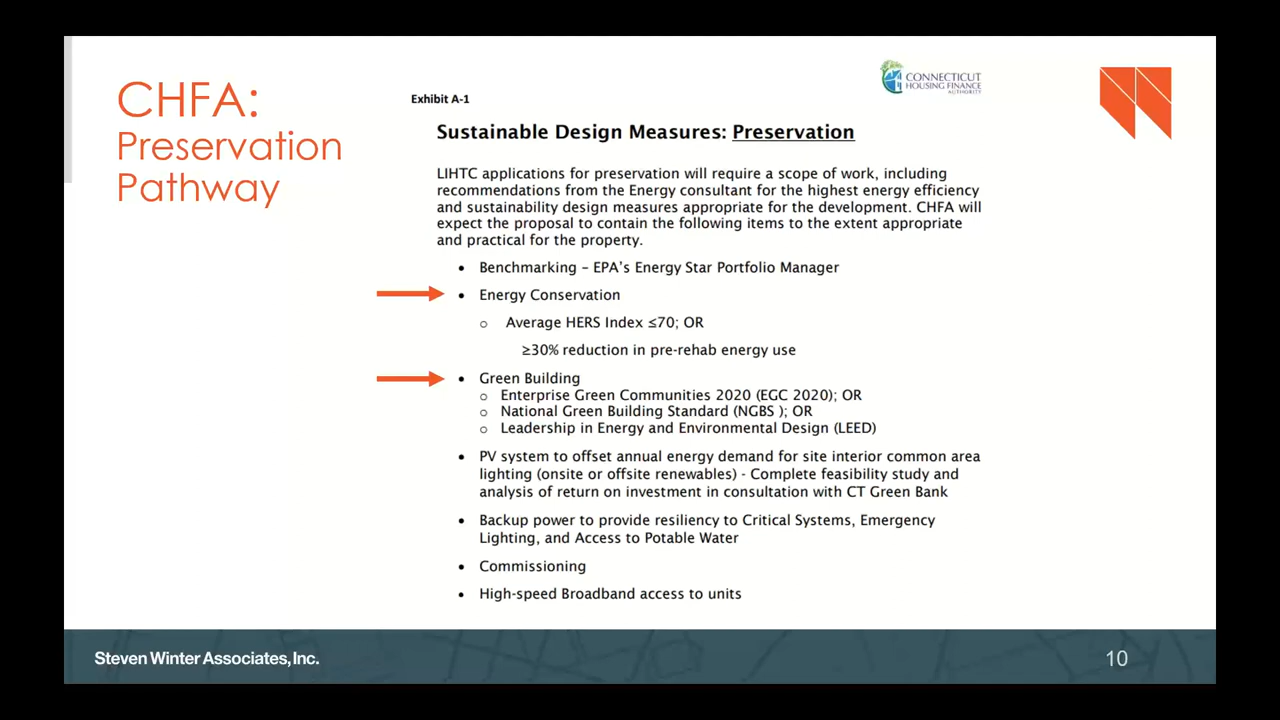 CHFA:
Preservation
Pathway
CONNECTICUT
HOUSING FINANCE
AUTHORITY
Exhibit A-1
Sustainable Design Measures: Preservation
LIHTC applications for preservation will require a scope of work, including
recommendations from the Energy consultant for the highest energy efficiency
and sustainability design measures appropriate for the development. CHFA will
expect the proposal to contain the following items to the extent appropriate
and practical for the property.
• Benchmarking – EPA's Energy Star Portfolio Manager
• Energy Conservation
o Average HERS Index ≤70; OR
≥30% reduction in pre-rehab energy use
• Green Building
o Enterprise Green Communities 2020 (EGC 2020); OR
o National Green Building Standard (NGBS ); OR
o Leadership in Energy and Environmental Design (LEED)
• PV system to offset annual energy demand for site interior common area
lighting (onsite or offsite renewables) - Complete feasibility study and
analysis of return on investment in consultation with CT Green Bank
• Backup power to provide resiliency to Critical Systems, Emergency
Lighting, and Access to Potable Water
• Commissioning
• High-speed Broadband access to units
Steven Winter Associates, Inc.
10